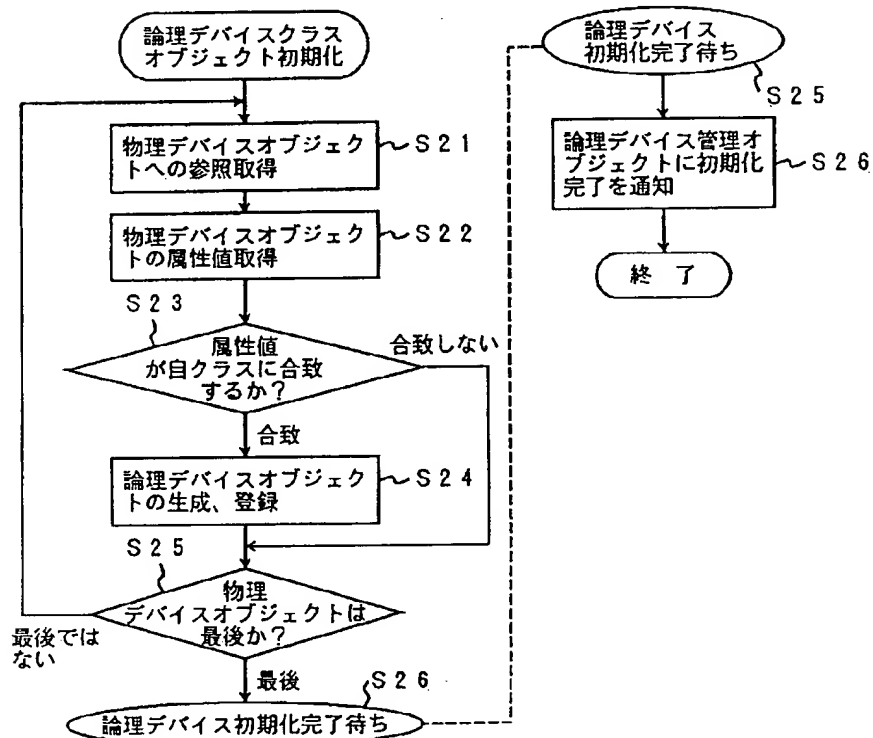 論理デバイスクラス
オブジェクト初期化
物理デバイスオブジェク
トへの参照取得
S21
物理デバイスオブジェク
トの属性値取得
S22
S23
属性値
が自クラスに合致
するか?
合致しない
合致
論理デバイスオブジェク
トの生成、登録
S24
S25
物理
デバイスオブジェクトは
最後か?
最後では
ない
最後
S26
論理デバイス初期化完了待ち
論理デバイス
初期化完了待ち
S25
論理デバイス管理オ
ブジェクトに初期化
完了を通知
S26
終 了